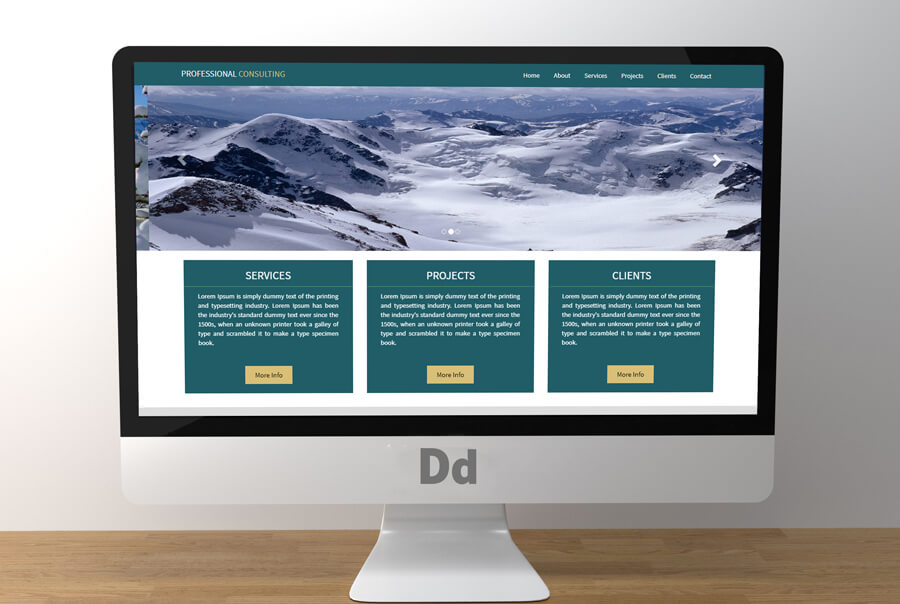 PROFESSIONAL CONSULTING
Home About Services Projects Clients Contact
SERVICES
Lorem Ipsum is simply dummy text of the printing
and typesetting industry. Lorem Ipsum has been
the industry's standard dummy text ever since the
1500s, when an unknown printer took a galley of
type and scrambled it to make a type specimen
book.
More Info
PROJECTS
Lorem Ipsum is simply dummy text of the printing
and typesetting industry. Lorem Ipsum has been
the industry's standard dummy text ever since the
1500s, when an unknown printer took a galley of
type and scrambled it to make a type specimen
book.
More Info
CLIENTS
Lorem Ipsum is simply dummy text of the printing
and typesetting industry. Lorem Ipsum has been
the industry's standard dummy text ever since the
1500s, when an unknown printer took a galley of
type and scrambled it to make a type specimen
book.
More Info
Dd